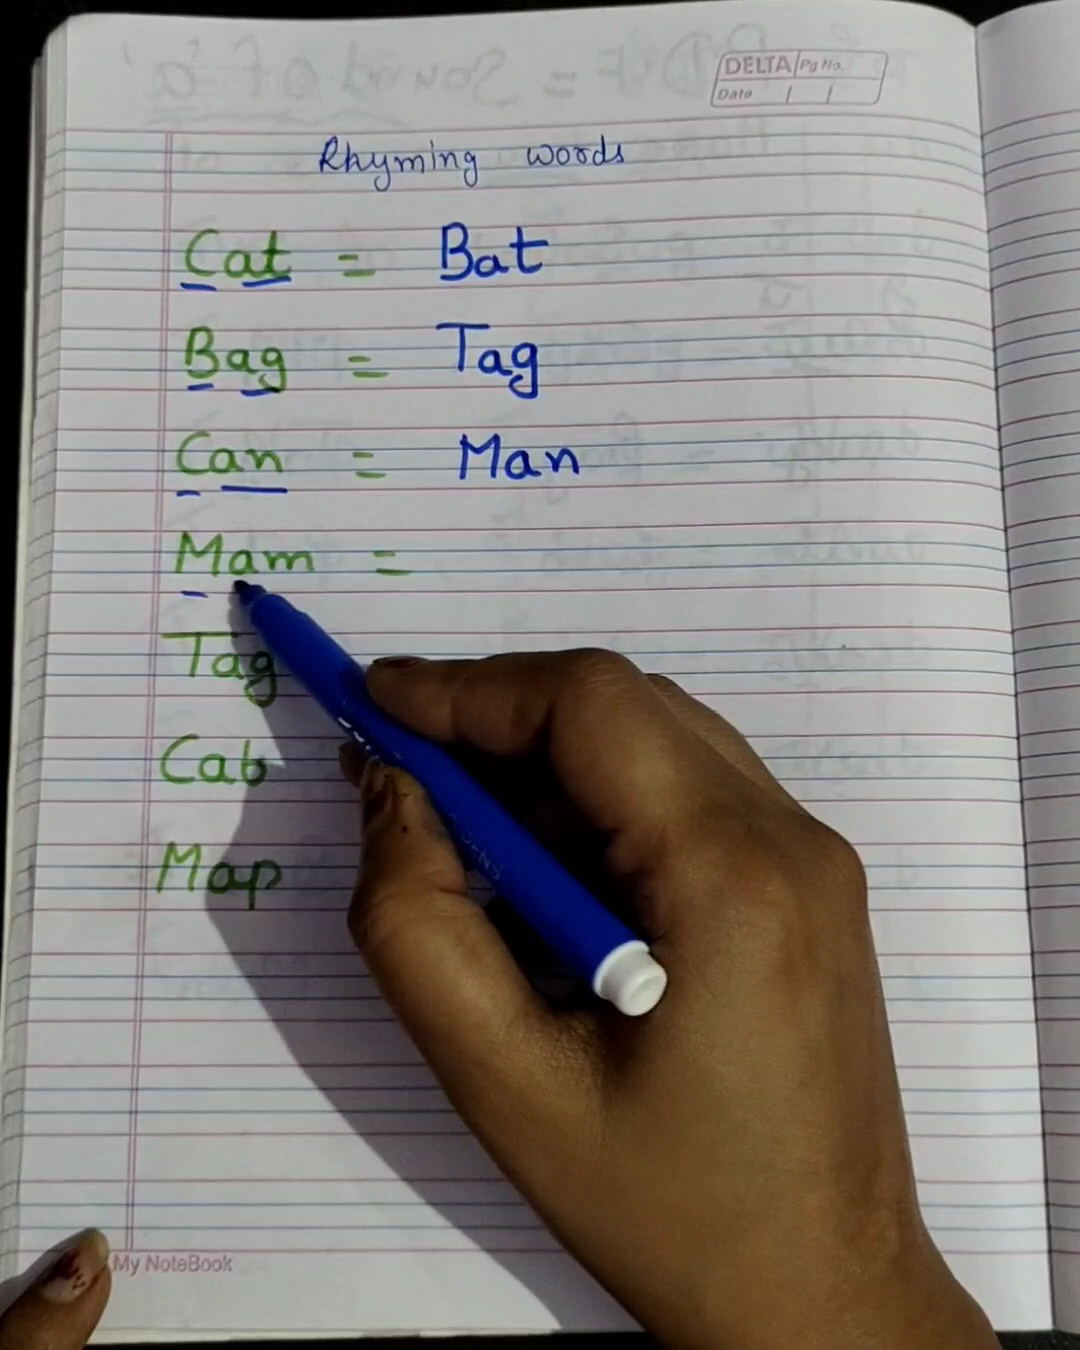 DELTA Pg No.
Date / /
Rhyming words
Cat = Bat
Bag = Tag
Can = Man
Mam =
Tag
Cab
Map
My NoteBook